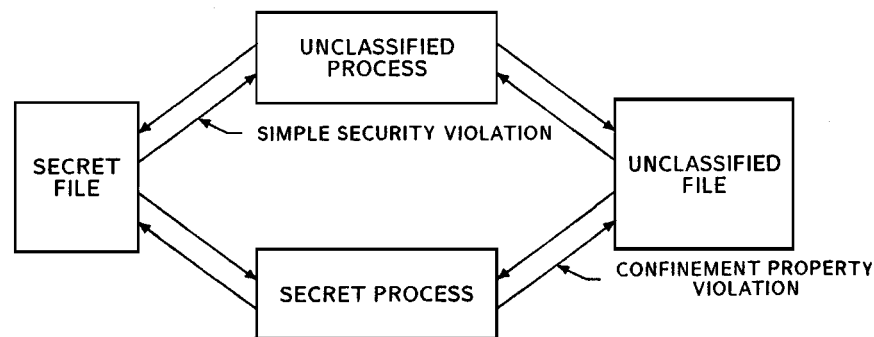 UNCLASSIFIED
PROCESS
SIMPLE SECURITY VIOLATION
SECRET
FILE
UNCLASSIFIED
FILE
SECRET PROCESS
CONFINEMENT PROPERTY
VIOLATION